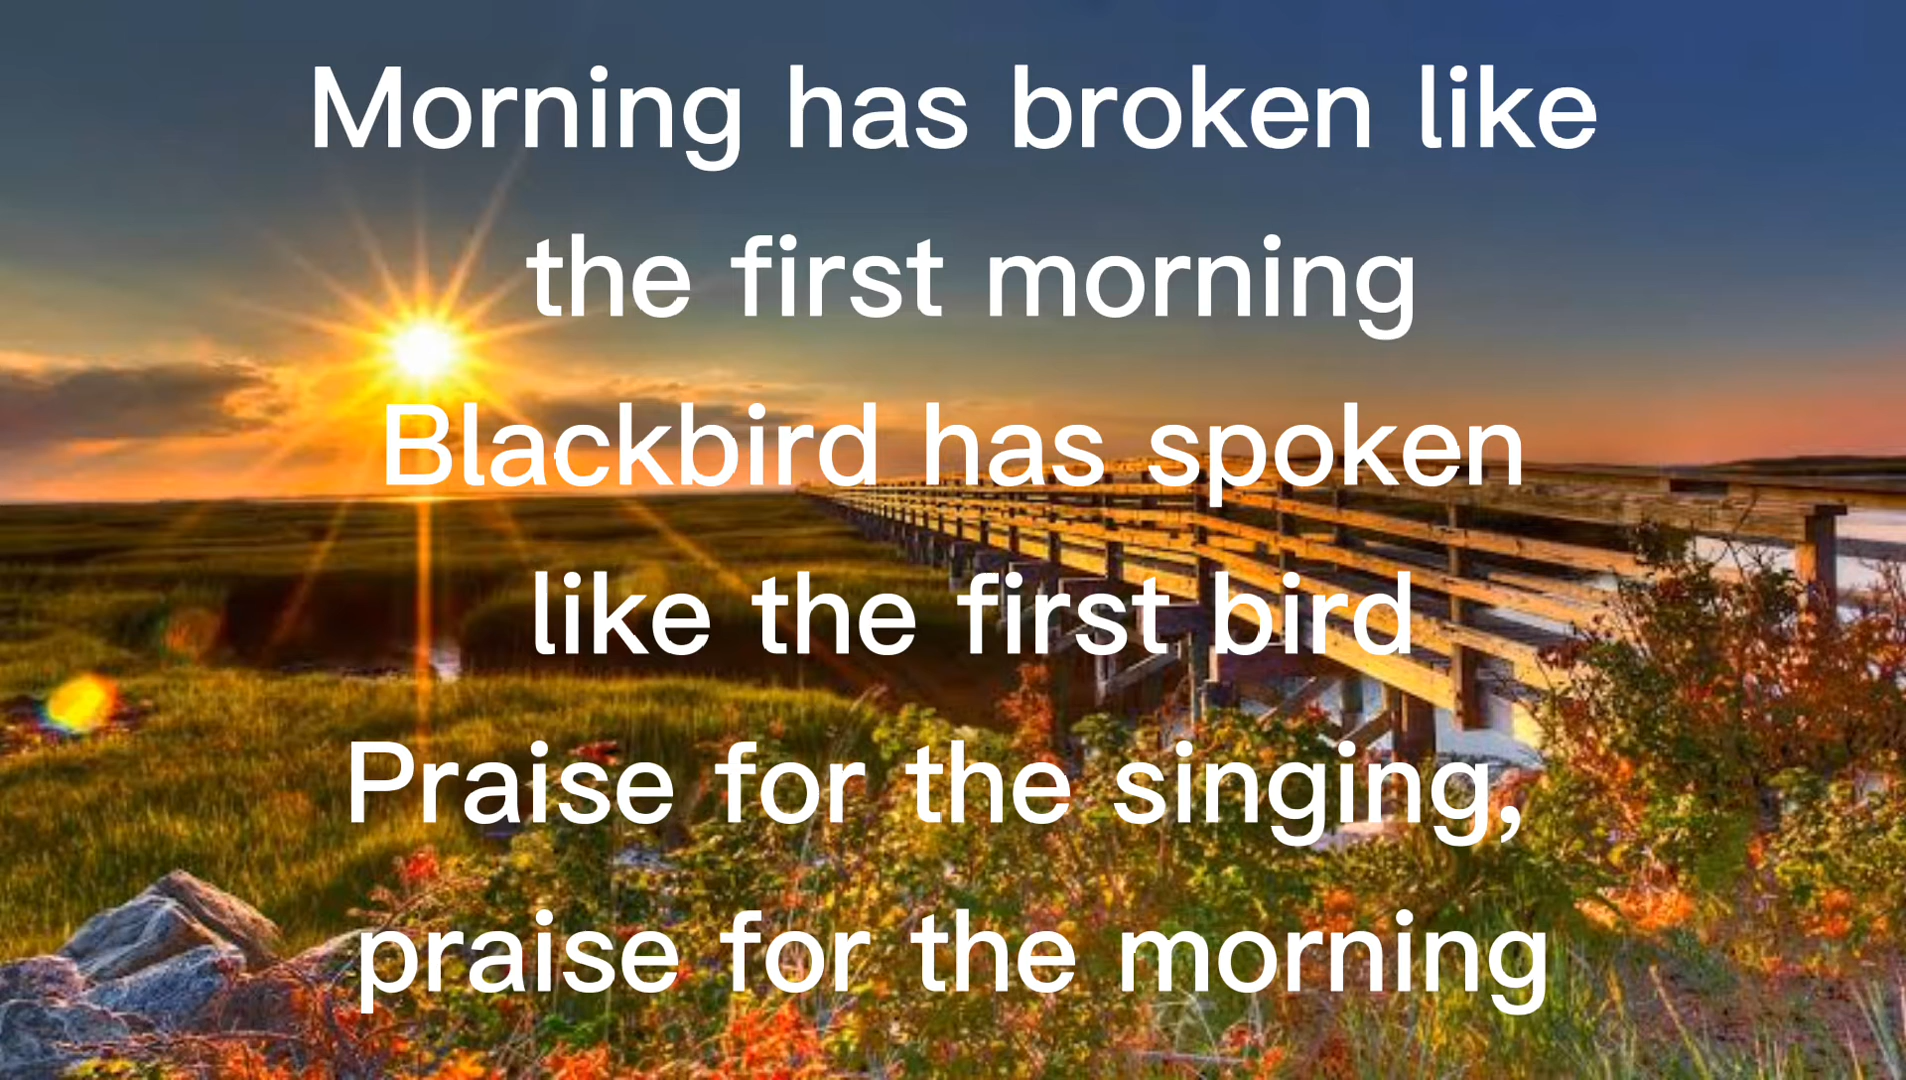 Morning has broken like
the first morning
Blackbird has spoken
like the first bird
Praise for the singing,
praise for the morning